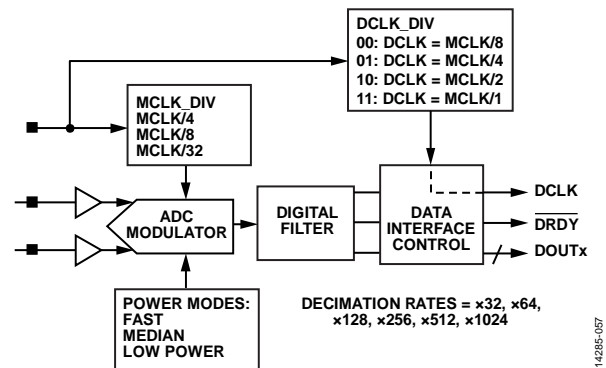 DCLK_DIV
00: DCLK = MCLK/8
01: DCLK = MCLK/4
10: DCLK = MCLK/2
11: DCLK = MCLK/1
MCLK_DIV
MCLK/4
MCLK/8
MCLK/32
ADC
MODULATOR
DIGITAL
FILTER
DATA
INTERFACE
CONTROL
DCLK
DRDY
DOUTx
POWER MODES:
FAST
MEDIAN
LOW POWER
DECIMATION RATES = ×32, ×64,
×128, ×256, ×512, ×1024
14285-057